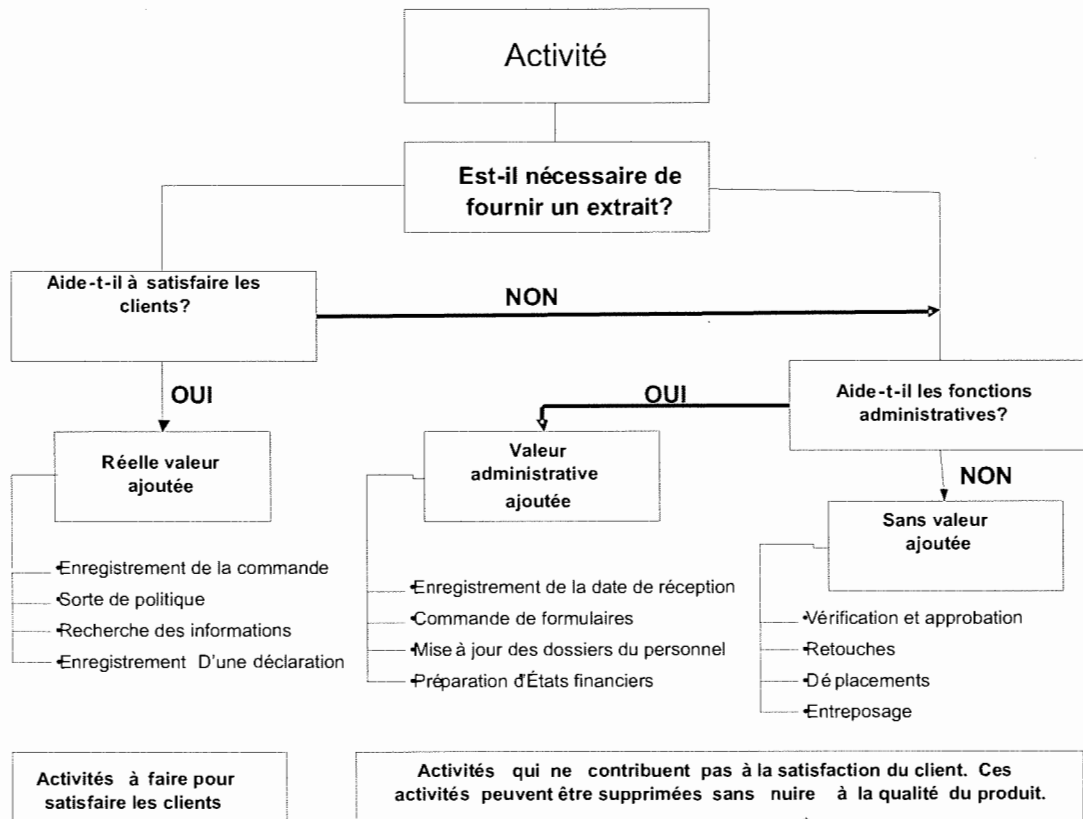 Activité
Est-il nécessaire de
fournir un extrait?
Aide-t-il à satisfaire les
clients?
NON
OUI
Aide-t-il les fonctions
administratives?
OUI
NON
Réelle valeur
ajoutée
Valeur
administrative
ajoutée
Sans valeur
ajoutée
•Enregistrement de la commande
•Sorte de politique
•Recherche des informations
•Enregistrement D'une déclaration
•Enregistrement de la date de réception
•Commande de formulaires
•Mise à jour des dossiers du personnel
•Préparation d'États financiers
•Vérification et approbation
•Retouches
•Dé placements
•Entreposage
Activités à faire pour
satisfaire les clients
Activités qui ne contribuent pas à la satisfaction du client. Ces
activités peuvent être supprimées sans nuire à la qualité du produit.